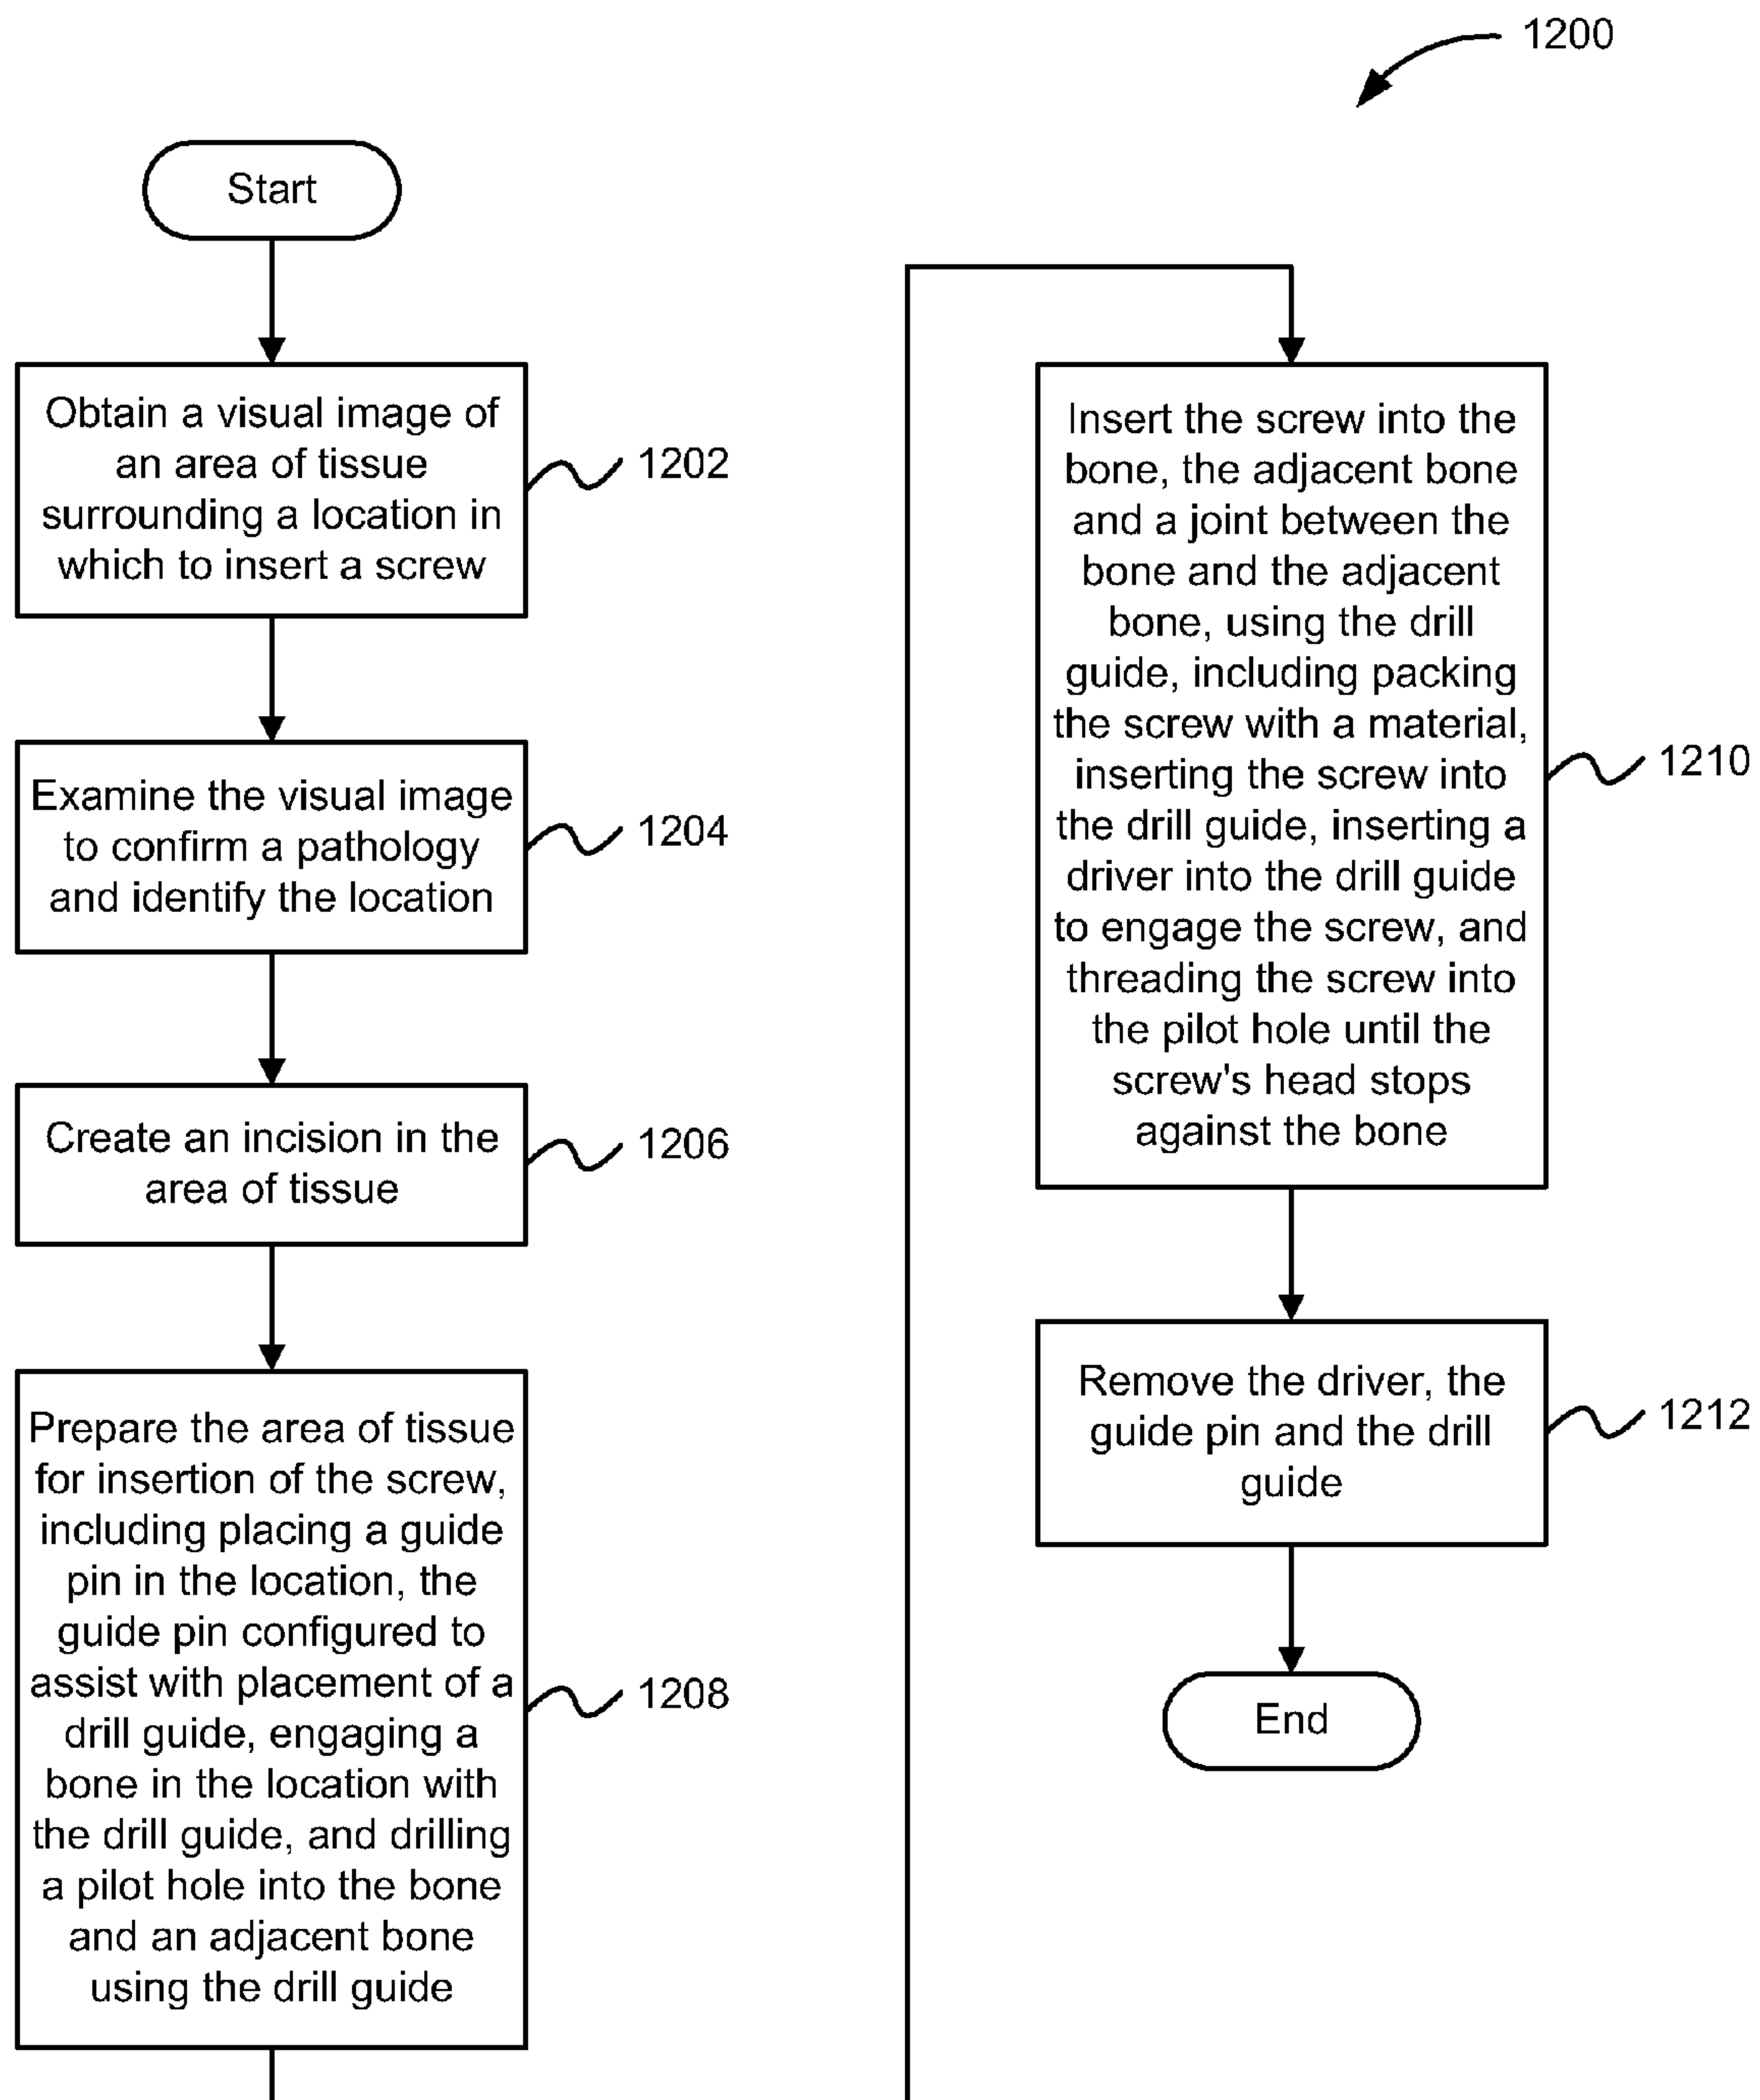 1200
Start
Obtain a visual image of
an area of tissue
surrounding a location in
which to insert a screw
1202
Examine the visual image
to confirm a pathology
and identify the location
1204
Create an incision in the
area of tissue
1206
Prepare the area of tissue
for insertion of the screw,
including placing a guide
pin in the location, the
guide pin configured to
assist with placement of a
drill guide, engaging a
bone in the location with
the drill guide, and drilling
a pilot hole into the bone
and an adjacent bone
using the drill guide
1208
Insert the screw into the
bone, the adjacent bone
and a joint between the
bone and the adjacent
bone, using the drill
guide, including packing
the screw with a material,
inserting the screw into
the drill guide, inserting a
driver into the drill guide
to engage the screw, and
threading the screw into
the pilot hole until the
screw's head stops
against the bone
1210
Remove the driver, the
guide pin and the drill
guide
1212
End